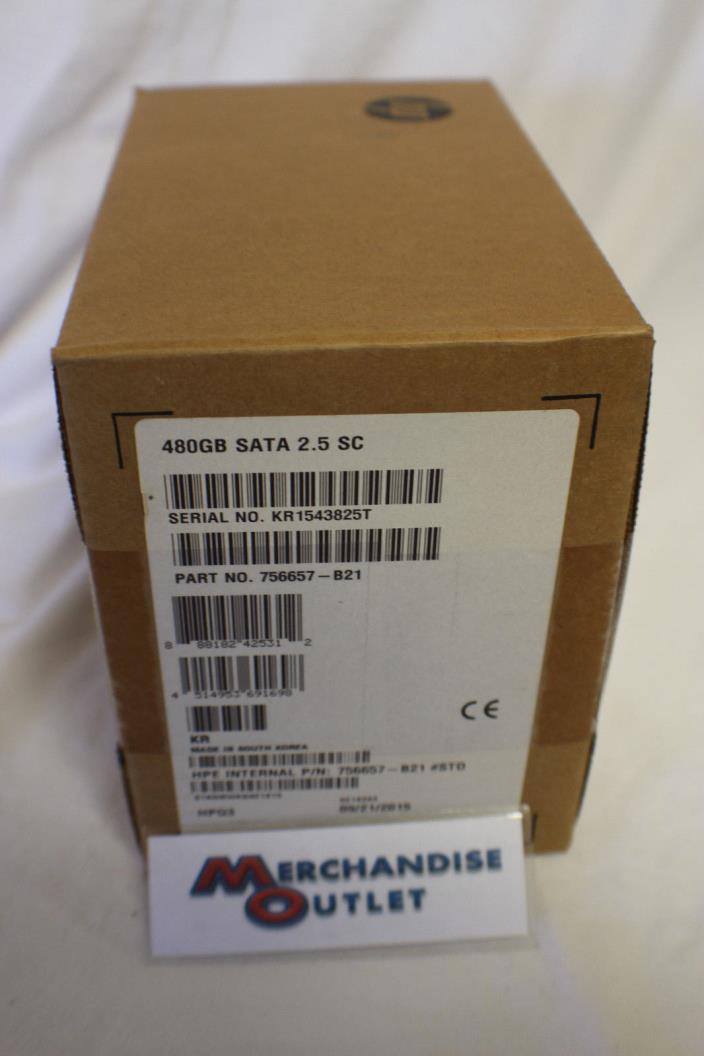 hp
480GB SATA 2.5 SC
SERIAL NO. KR1543825T
PART NO. 756657-B21
8 88182 42531 2
4 514953 691698
CE
KR
MADE IN SOUTH KOREA
HPE INTERNAL P/N: 756657-B21 #STD
09/21/2015
MERCHANDISE
OUTLET